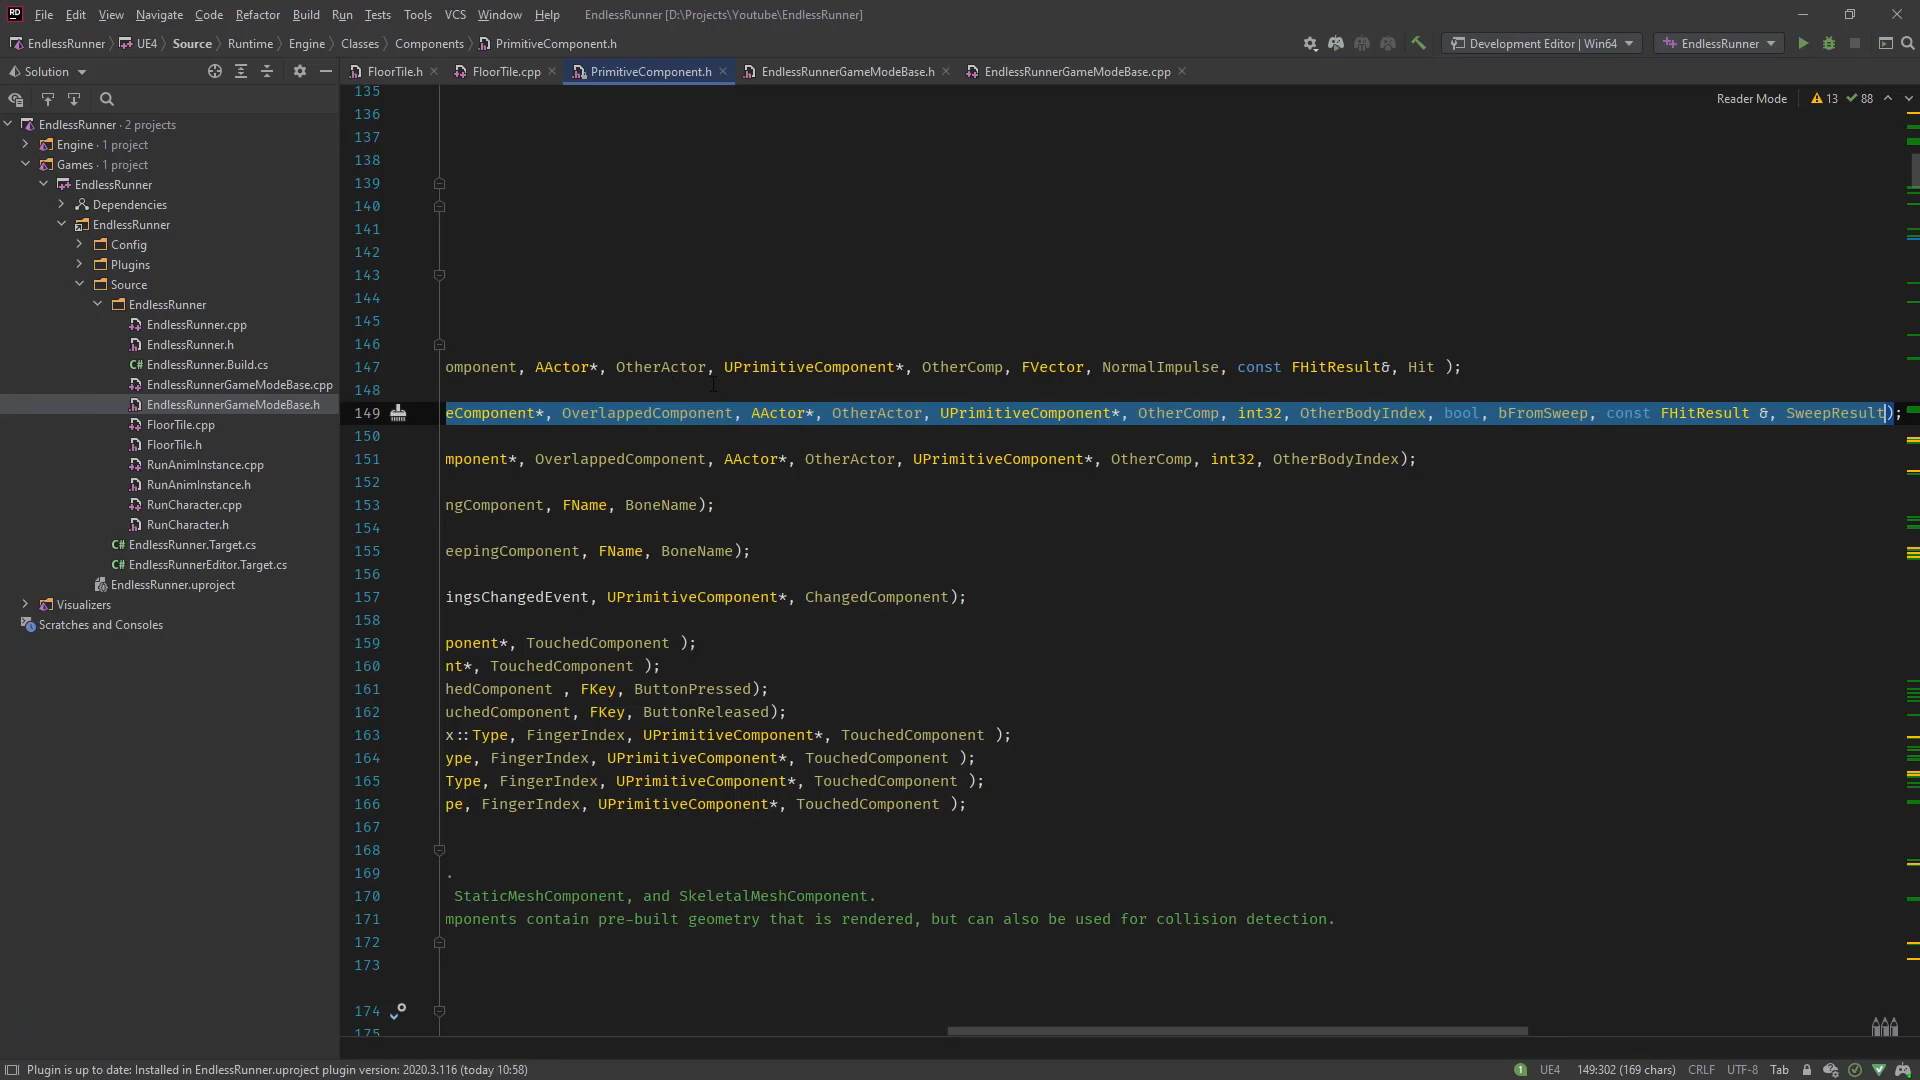 File Edit View Navigate Code Refactor Build Run Tests Tools VCS Window Help EndlessRunner [D:\Projects\Youtube\EndlessRunner]
EndlessRunner UE4 Source Runtime Engine Classes Components PrimitiveComponent.h Development Editor | Win64 EndlessRunner
Solution FloorTile.h FloorTile.cpp PrimitiveComponent.h EndlessRunnerGameModeBase.h EndlessRunnerGameModeBase.cpp
Reader Mode 13 88
EndlessRunner · 2 projects
Engine · 1 project
Games · 1 project
EndlessRunner
Dependencies
EndlessRunner
Config
Plugins
Source
EndlessRunner
EndlessRunner.cpp
EndlessRunner.h
EndlessRunner.Build.cs
EndlessRunnerGameModeBase.cpp
EndlessRunnerGameModeBase.h
FloorTile.cpp
FloorTile.h
RunAnimInstance.cpp
RunAnimInstance.h
RunCharacter.cpp
RunCharacter.h
EndlessRunner.Target.cs
EndlessRunnerEditor.Target.cs
EndlessRunner.uproject
Visualizers
Scratches and Consoles
135
136
137
138
139
140
141
142
143
144
145
146
147 omponent, AActor*, OtherActor, UPrimitiveComponent*, OtherComp, FVector, NormalImpulse, const FHitResult&, Hit );
148
149 eComponent*, OverlappedComponent, AActor*, OtherActor, UPrimitiveComponent*, OtherComp, int32, OtherBodyIndex, bool, bFromSweep, const FHitResult &, SweepResult);
150
151 mponent*, OverlappedComponent, AActor*, OtherActor, UPrimitiveComponent*, OtherComp, int32, OtherBodyIndex);
152
153 ngComponent, FName, BoneName);
154
155 eepingComponent, FName, BoneName);
156
157 ingsChangedEvent, UPrimitiveComponent*, ChangedComponent);
158
159 ponent*, TouchedComponent );
160 nt*, TouchedComponent );
161 hedComponent , FKey, ButtonPressed);
162 uchedComponent, FKey, ButtonReleased);
163 x::Type, FingerIndex, UPrimitiveComponent*, TouchedComponent );
164 ype, FingerIndex, UPrimitiveComponent*, TouchedComponent );
165 Type, FingerIndex, UPrimitiveComponent*, TouchedComponent );
166 pe, FingerIndex, UPrimitiveComponent*, TouchedComponent );
167
168
169 .
170 StaticMeshComponent, and SkeletalMeshComponent.
171 mponents contain pre-built geometry that is rendered, but can also be used for collision detection.
172
173
174
175
Plugin is up to date: Installed in EndlessRunner.uproject plugin version: 2020.3.116 (today 10:58) 1 UE4 149:302 (169 chars) CRLF UTF-8 Tab